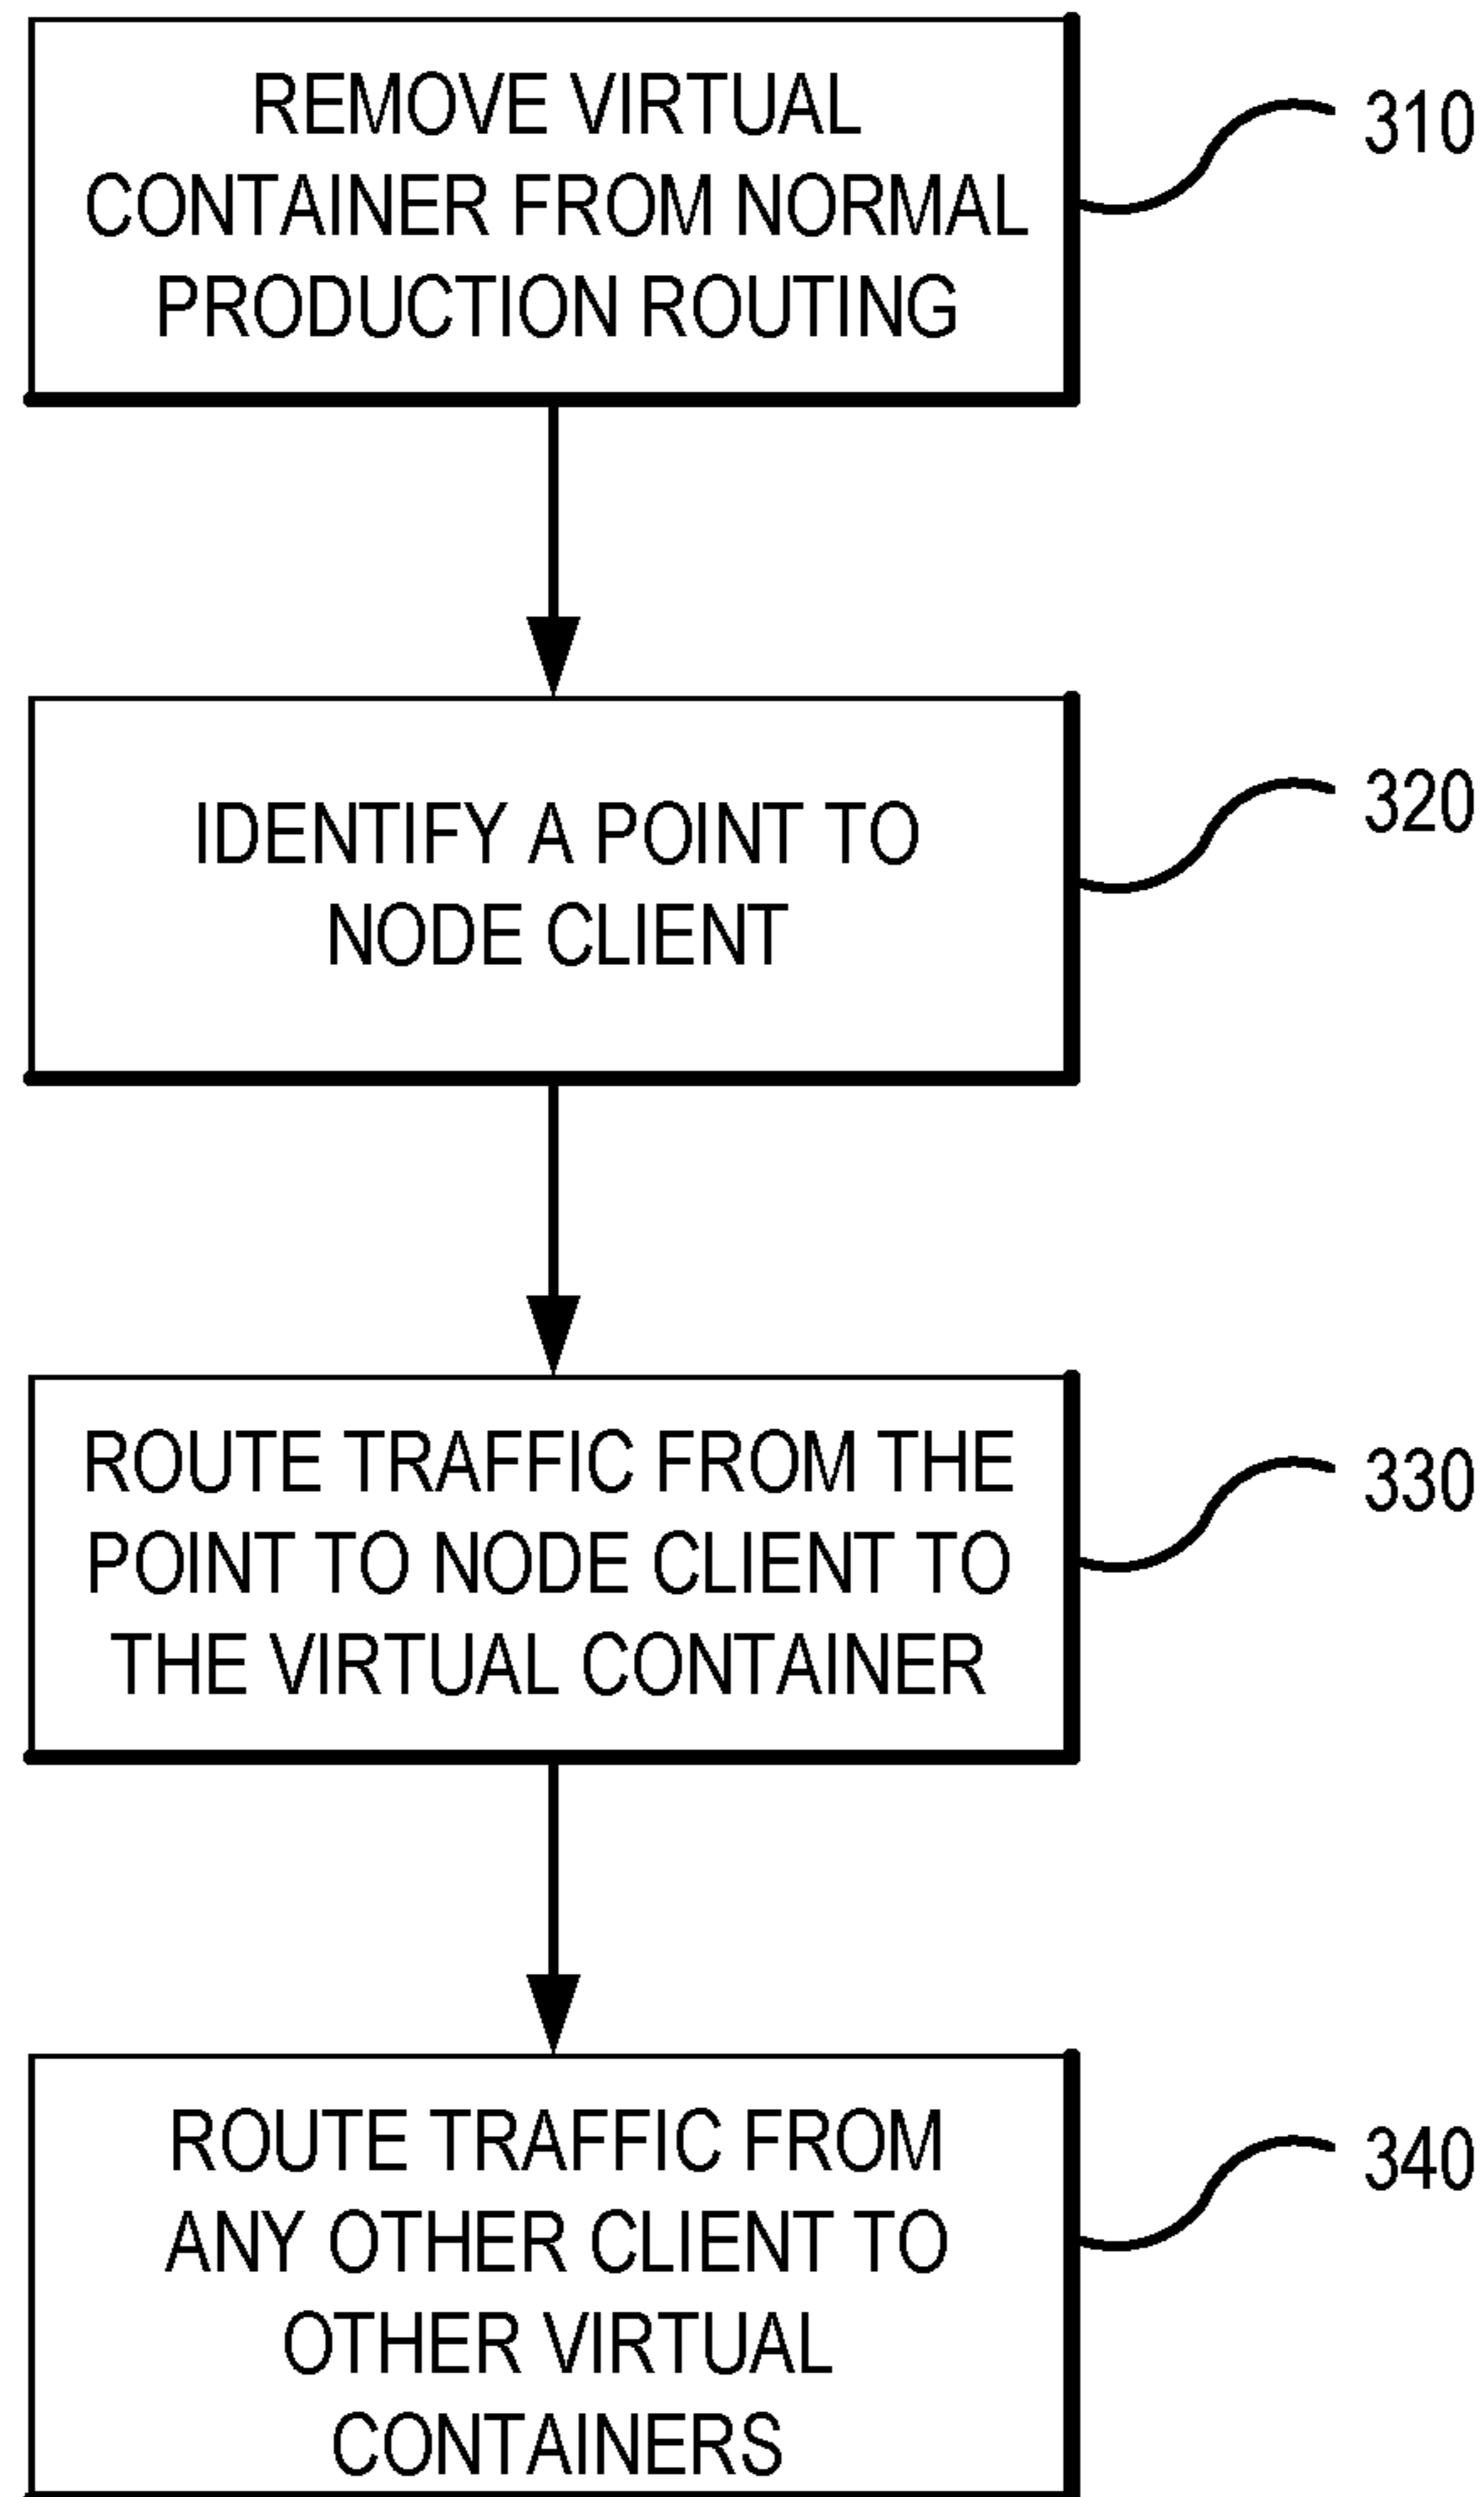 REMOVE VIRTUAL
CONTAINER FROM NORMAL
PRODUCTION ROUTING
310
IDENTIFY A POINT TO
NODE CLIENT
320
ROUTE TRAFFIC FROM THE
POINT TO NODE CLIENT TO
THE VIRTUAL CONTAINER
330
ROUTE TRAFFIC FROM
ANY OTHER CLIENT TO
OTHER VIRTUAL
CONTAINERS
340